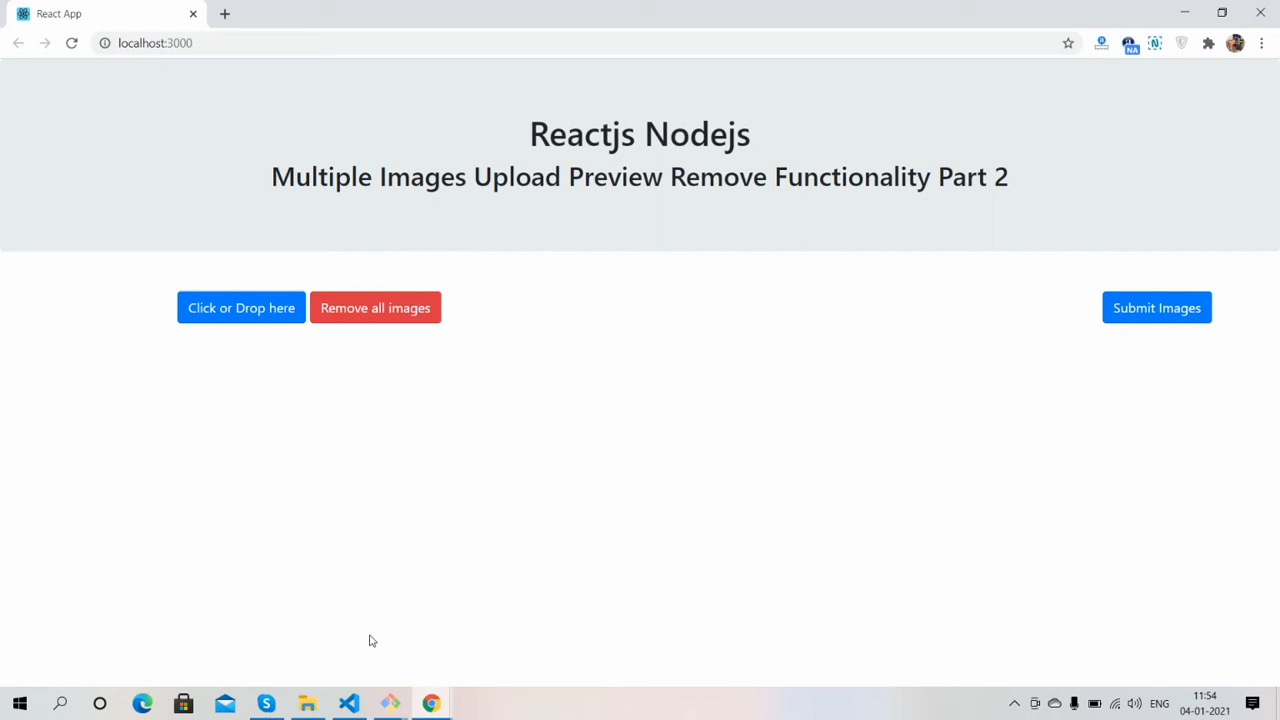 React App
localhost:3000
NA
Reactjs Nodejs
Multiple Images Upload Preview Remove Functionality Part 2
Click or Drop here
Remove all images
Submit Images
ENG
11:54
04-01-2021